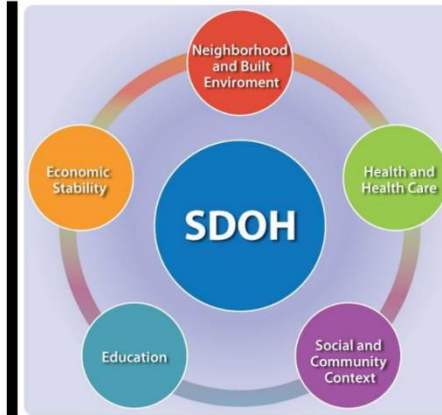 Neighborhood
and Built
Enviroment
Economic
Stability
Health and
Health Care
SDOH
Education
Social and
Community
Context